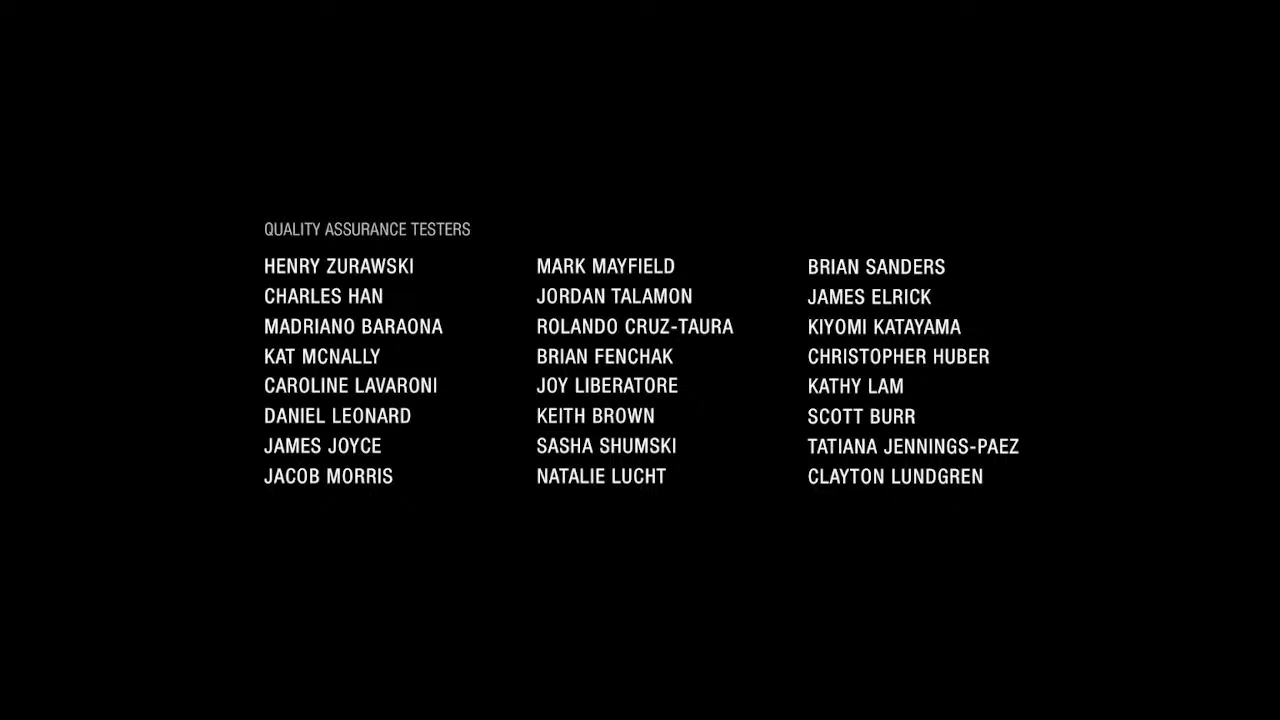 QUALITY ASSURANCE TESTERS
HENRY ZURAWSKI
CHARLES HAN
MADRIANO BARAONA
KAT MCNALLY
CAROLINE LAVARONI
DANIEL LEONARD
JAMES JOYCE
JACOB MORRIS
MARK MAYFIELD
JORDAN TALAMON
ROLANDO CRUZ-TAURA
BRIAN FENCHAK
JOY LIBERATORE
KEITH BROWN
SASHA SHUMSKI
NATALIE LUCHT
BRIAN SANDERS
JAMES ELRICK
KIYOMI KATAYAMA
CHRISTOPHER HUBER
KATHY LAM
SCOTT BURR
TATIANA JENNINGS-PAEZ
CLAYTON LUNDGREN